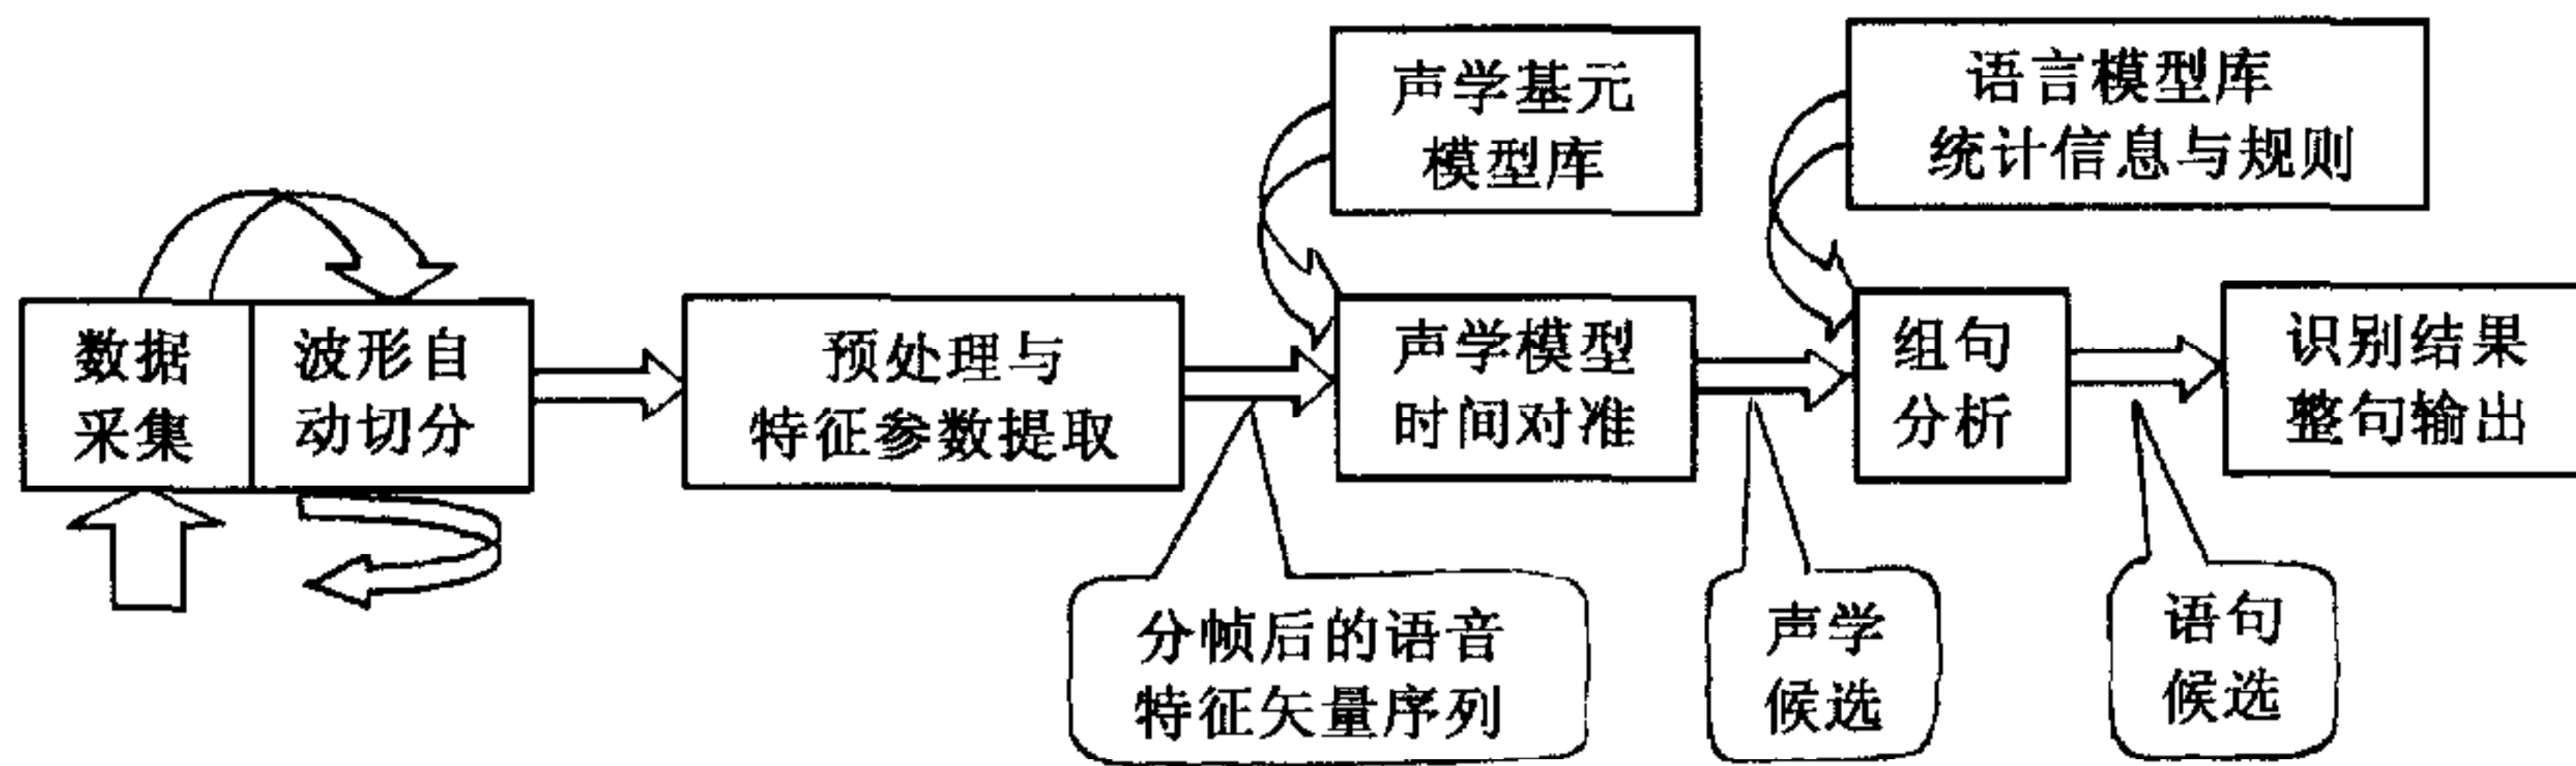 声学基元
模型库
语言模型库
统计信息与规则
数据
采集
波形自
动切分
预处理与
特征参数提取
声学模型
时间对准
组句
分析
识别结果
整句输出
分帧后的语音
特征矢量序列
声学
候选
语句
候选